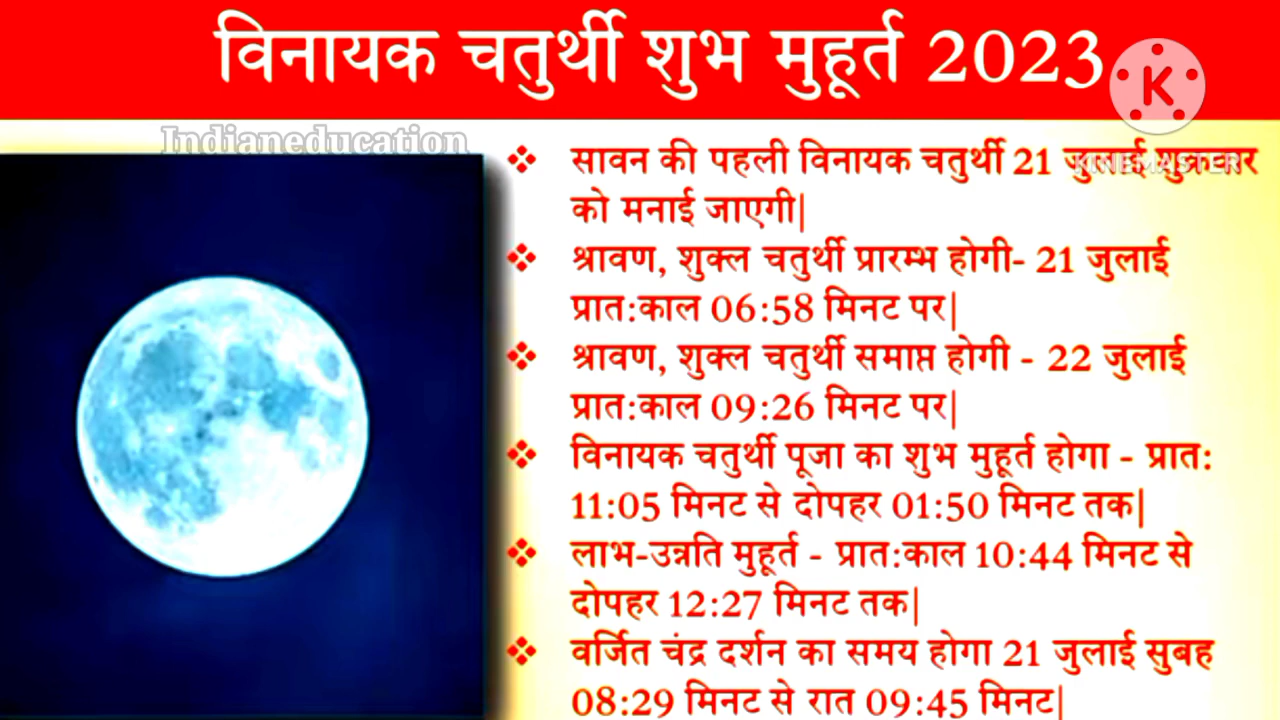 विनायक चतुर्थी शुभ मुहूर्त 2023
K
KINEMASTER
Indianeducation
❖ सावन की पहली विनायक चतुर्थी 21 जुलाई शुक्रवार
को मनाई जाएगी|
❖ श्रावण, शुक्ल चतुर्थी प्रारम्भ होगी- 21 जुलाई
प्रात:काल 06:58 मिनट पर|
❖ श्रावण, शुक्ल चतुर्थी समाप्त होगी - 22 जुलाई
प्रात:काल 09:26 मिनट पर|
❖ विनायक चतुर्थी पूजा का शुभ मुहूर्त होगा - प्रात:
11:05 मिनट से दोपहर 01:50 मिनट तक|
❖ लाभ-उन्नति मुहूर्त - प्रात:काल 10:44 मिनट से
दोपहर 12:27 मिनट तक|
❖ वर्जित चंद्र दर्शन का समय होगा 21 जुलाई सुबह
08:29 मिनट से रात 09:45 मिनट|